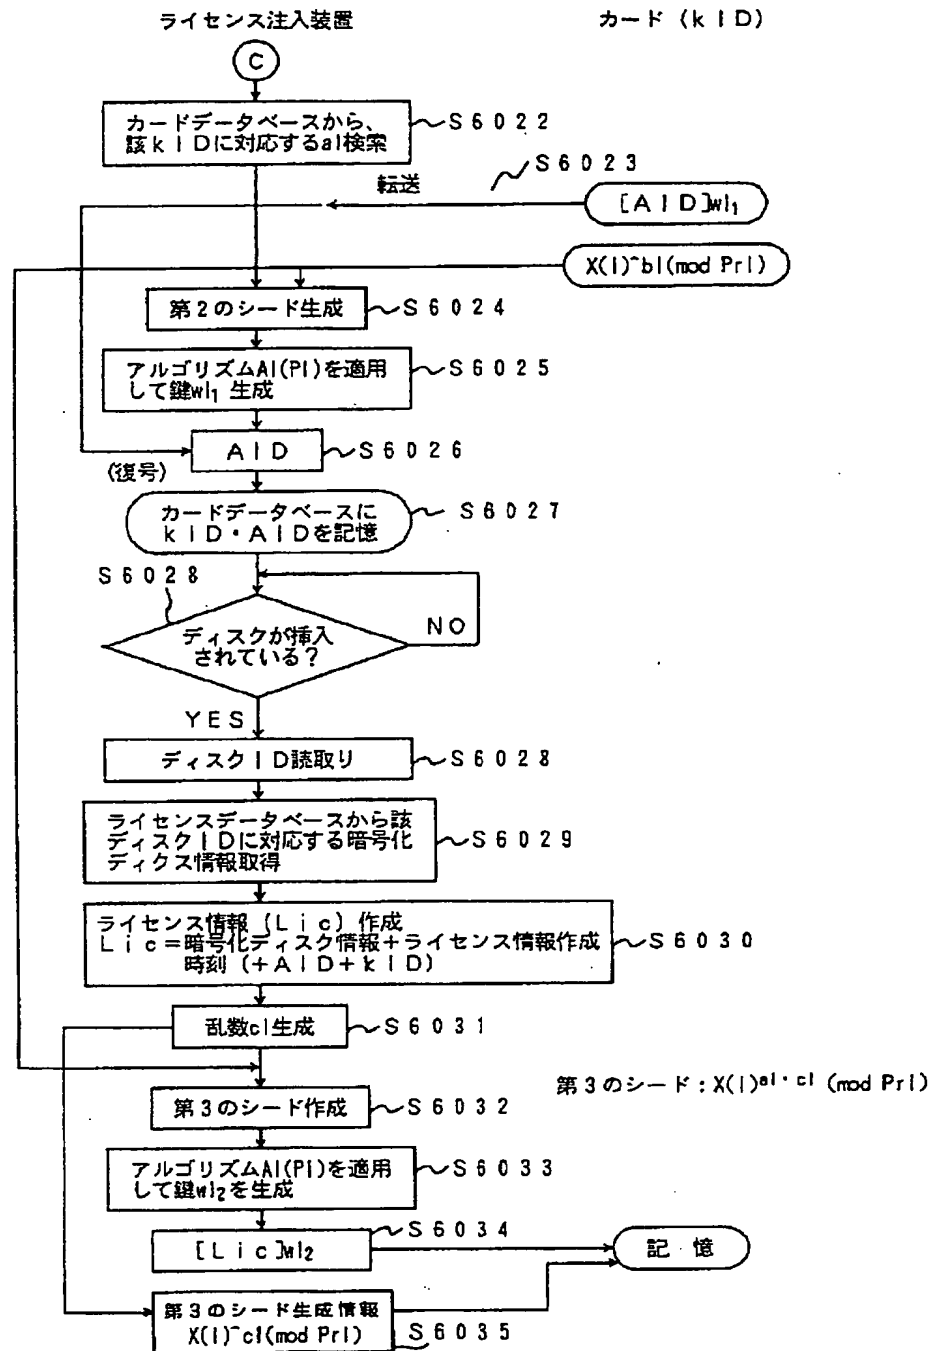 ライセンス注入装置
カード (kID)
C
カードデータベースから、
該kIDに対応するal検索
S6022
S6023
転送
[AID]wl₁
X(l)^bl(mod Prl)
第2のシード生成
S6024
アルゴリズムAl(Pl)を適用
して鍵wl₁ 生成
S6025
AID
S6026
(復号)
カードデータベースに
kID・AIDを記憶
S6027
S6028
ディスクが挿入
されている?
NO
YES
ディスクID読取り
S6028
ライセンスデータベースから該
ディスクIDに対応する暗号化
ディクス情報取得
S6029
ライセンス情報(Lic)作成
Lic=暗号化ディスク情報+ライセンス情報作成
時刻(+AID+kID)
S6030
乱数cl生成
S6031
第3のシード:X(l)^al・cl (mod Prl)
第3のシード作成
S6032
アルゴリズムAl(Pl)を適用
して鍵wl₂を生成
S6033
[Lic]wl₂
S6034
記憶
第3のシード生成情報
X(l)^cl(mod Prl)
S6035